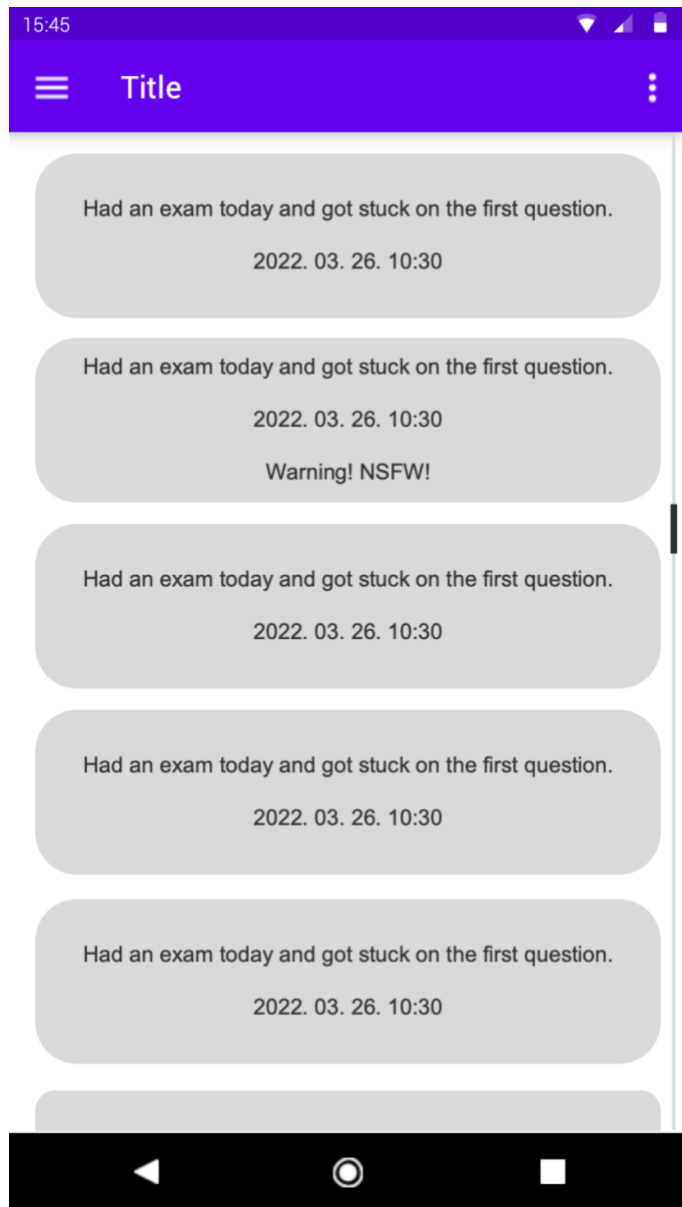 15:45
Title
Had an exam today and got stuck on the first question.
2022. 03. 26. 10:30
Had an exam today and got stuck on the first question.
2022. 03. 26. 10:30
Warning! NSFW!
Had an exam today and got stuck on the first question.
2022. 03. 26. 10:30
Had an exam today and got stuck on the first question.
2022. 03. 26. 10:30
Had an exam today and got stuck on the first question.
2022. 03. 26. 10:30